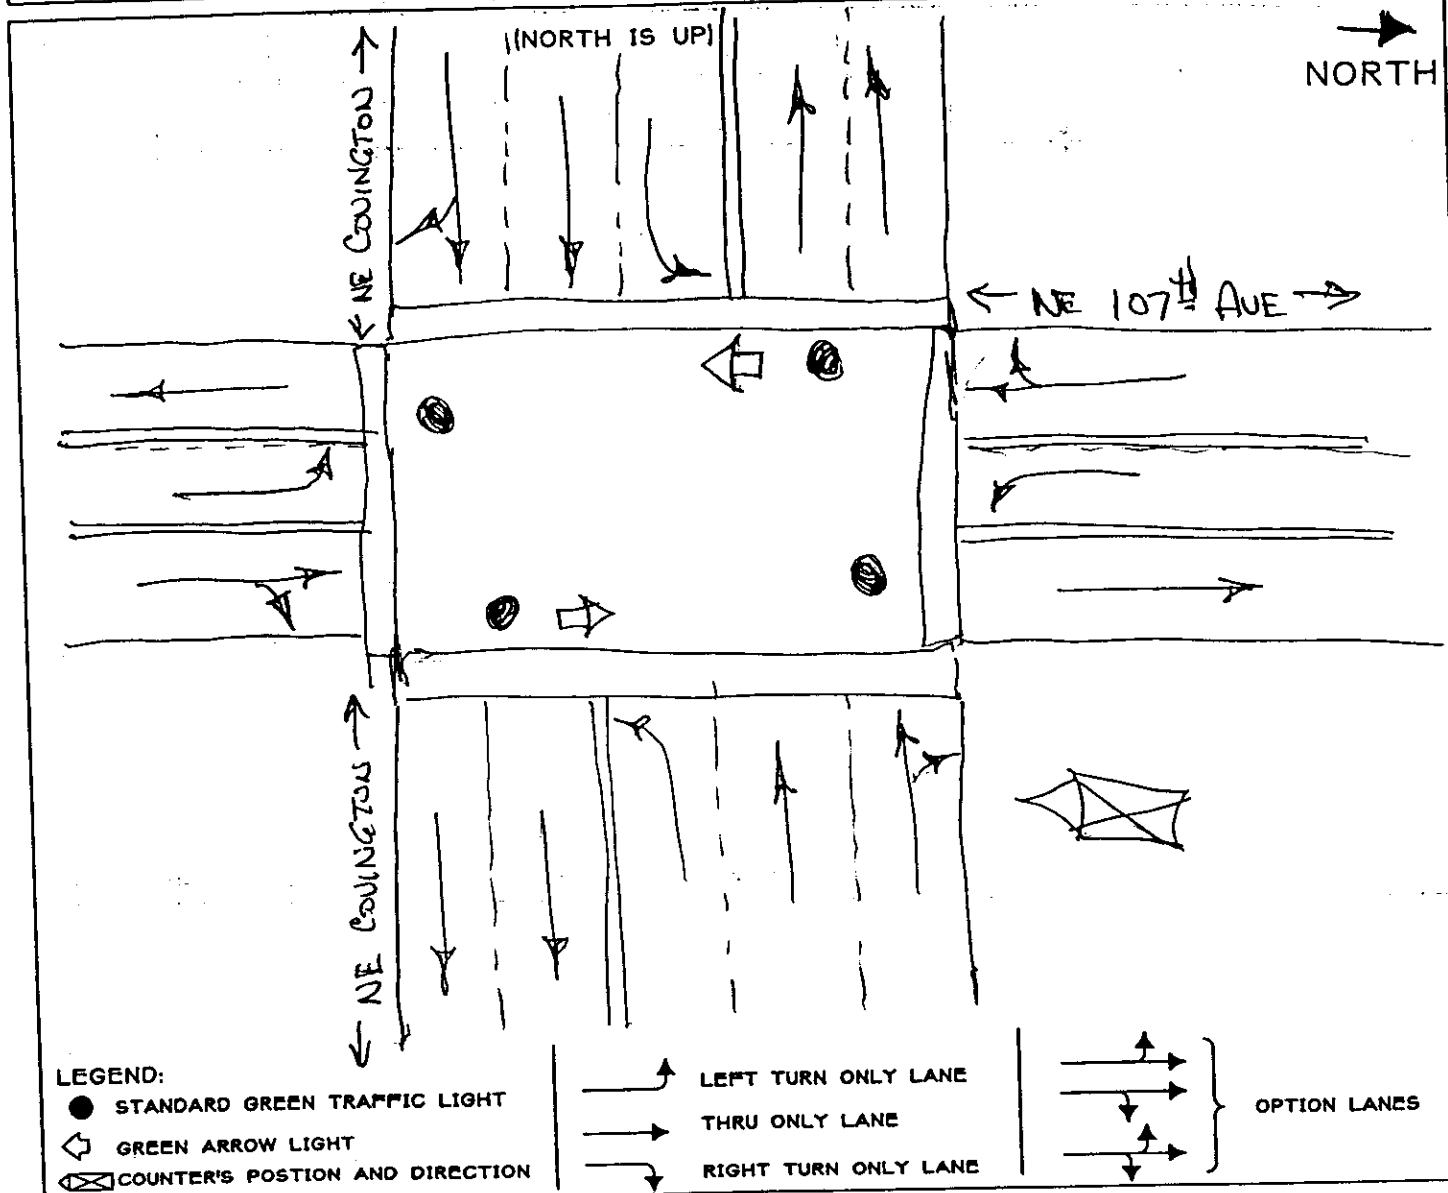 (NORTH IS UP)
NORTH
NE COVINGTON
NE 107th AVE
NE COVINGTON
LEGEND:
STANDARD GREEN TRAFFIC LIGHT
GREEN ARROW LIGHT
COUNTER'S POSTION AND DIRECTION
LEFT TURN ONLY LANE
THRU ONLY LANE
RIGHT TURN ONLY LANE
OPTION LANES